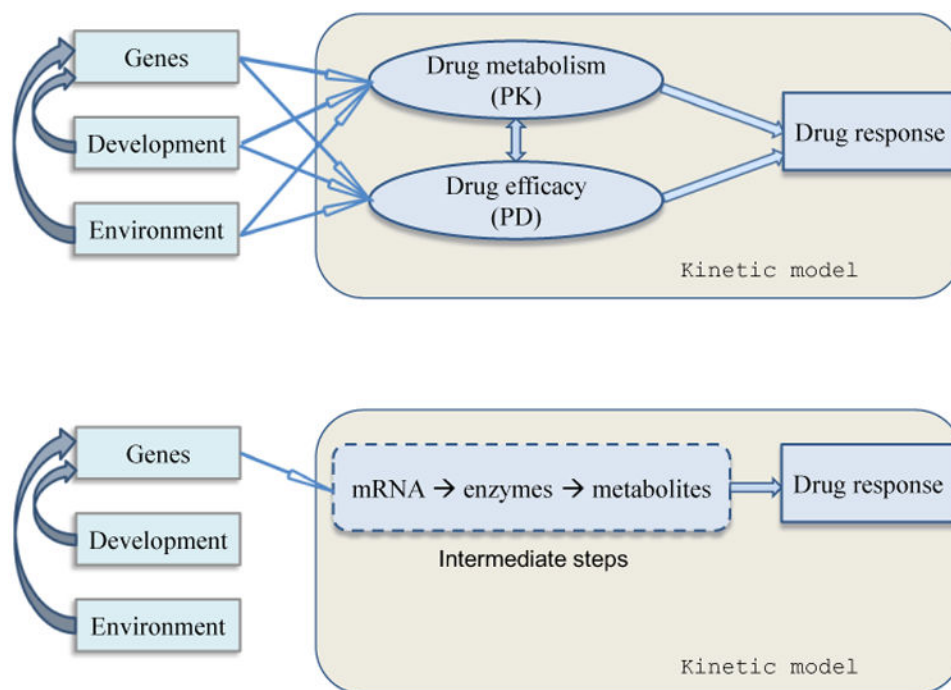 Genes
Drug metabolism
(PK)
Development
Drug response
Drug efficacy
(PD)
Environment
Kinetic model
Genes
mRNA → enzymes → metabolites
Drug response
Development
Intermediate steps
Environment
Kinetic model